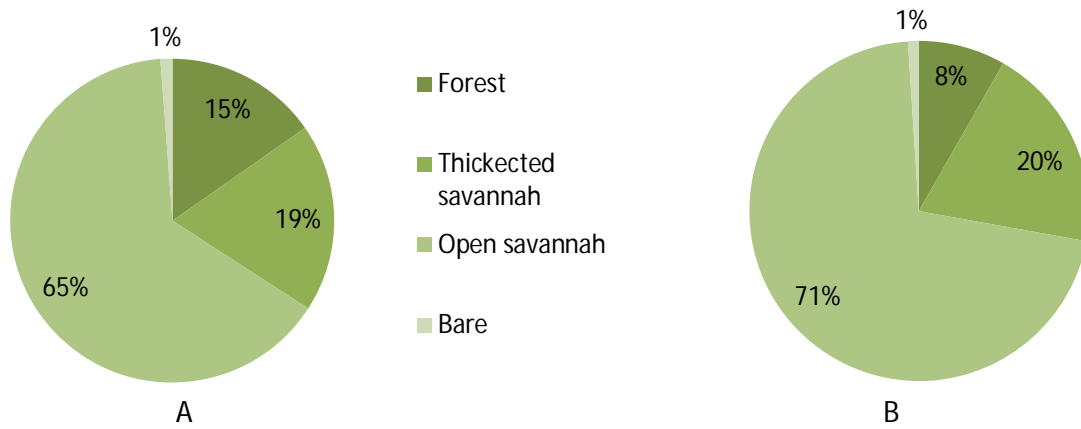 1%
15%
19%
65%
A
Forest
Thickected
savannah
Open savannah
Bare
1%
8%
20%
71%
B